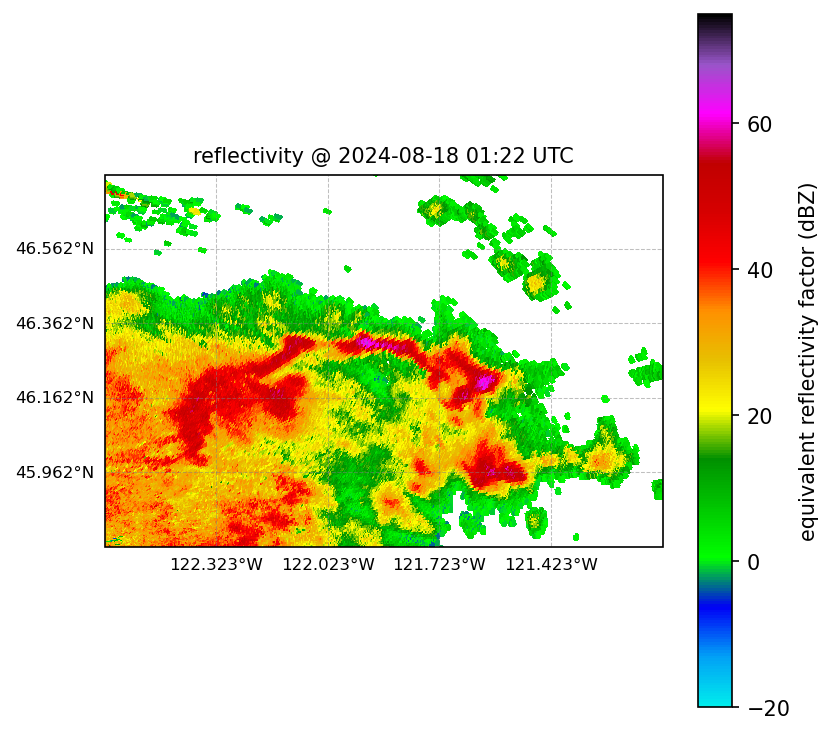 reflectivity @ 2024-08-18 01:22 UTC
46.562°N
46.362°N
46.162°N
45.962°N
122.323°W 122.023°W 121.723°W 121.423°W
60
40
20
0
−20
equivalent reflectivity factor (dBZ)